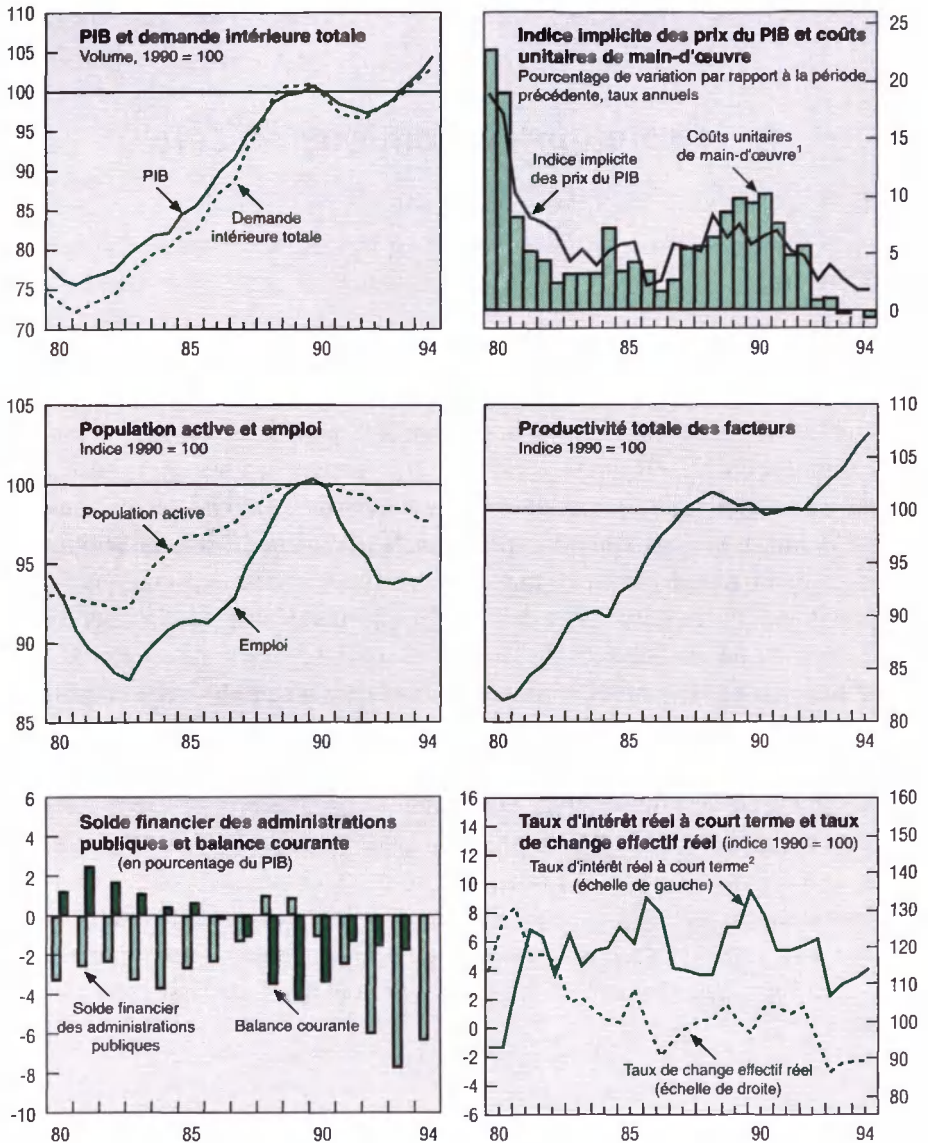 PIB et demande intérieure totale
Volume, 1990 = 100
110
105
100
95
90
85
80
75
70
PIB
Demande
intérieure totale
80
85
90
94
Indice implicite des prix du PIB et coûts
unitaires de main-d'œuvre
Pourcentage de variation par rapport à la période
précédente, taux annuels
25
20
15
10
5
0
Indice implicite
des prix du PIB
Coûts unitaires
de main-d'œuvre¹
80
85
90
94
Population active et emploi
Indice 1990 = 100
105
100
95
90
85
Population active
Emploi
80
85
90
94
Productivité totale des facteurs
Indice 1990 = 100
110
105
100
95
90
85
80
80
85
90
94
Solde financier des administrations
publiques et balance courante
(en pourcentage du PIB)
6
4
2
0
-2
-4
-6
-8
-10
Solde financier
des administrations
publiques
Balance courante
80
85
90
94
Taux d'intérêt réel à court terme et taux
de change effectif réel (indice 1990 = 100)
Taux d'intérêt réel à court terme²
(échelle de gauche)
16
14
12
10
8
6
4
2
0
-2
-4
-6
160
150
140
130
120
110
100
90
80
Taux de change effectif réel
(échelle de droite)
80
85
90
94